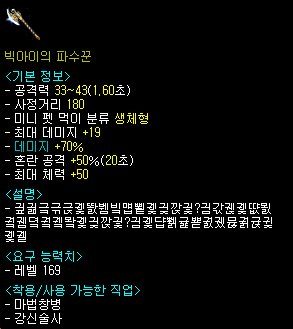 빅아이의 파수꾼
<기본 정보>
- 공격력 33~43(1.60초)
- 사정거리 180
- 미니 펫 먹이 분류 생체형
- 최대 데미지 +19
- 데미지 +70%
- 혼란 공격 +50%(20초)
- 최대 체력 +50
<설명>
<요구 능력치>
- 레벨 169
<착용/사용 가능한 직업>
- 마법창병
- 강신술사